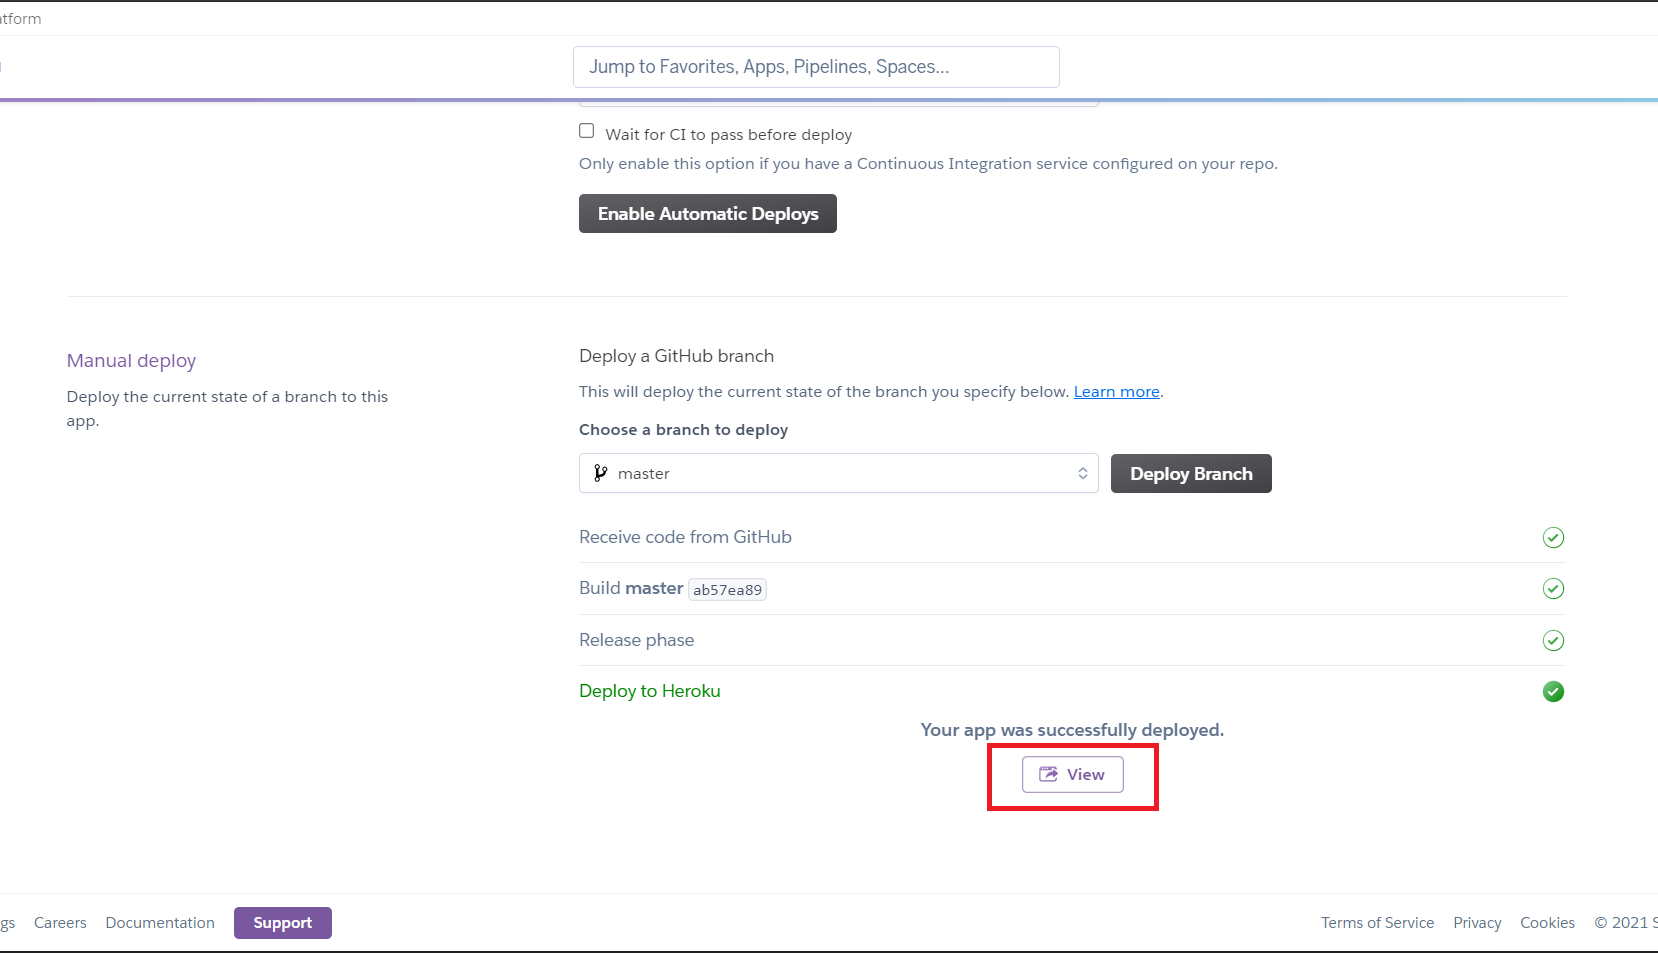 atform
Jump to Favorites, Apps, Pipelines, Spaces...
Wait for CI to pass before deploy
Only enable this option if you have a Continuous Integration service configured on your repo.
Enable Automatic Deploys
Manual deploy
Deploy the current state of a branch to this
app.
Deploy a GitHub branch
This will deploy the current state of the branch you specify below. Learn more.
Choose a branch to deploy
master
Deploy Branch
Receive code from GitHub
Build master ab57ea89
Release phase
Deploy to Heroku
Your app was successfully deployed.
View
gs Careers Documentation Support Terms of Service Privacy Cookies © 2021 S